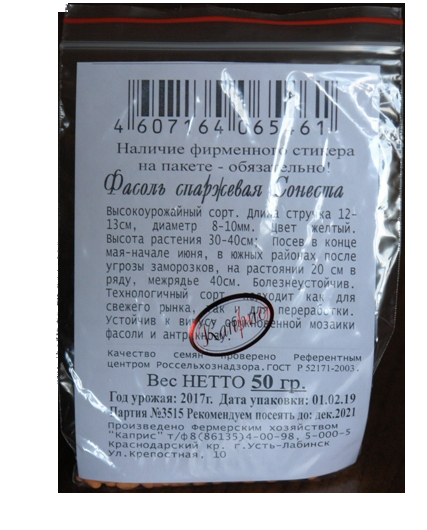 4 607164 065461
Наличие фирменного стикера
на пакете - обязательно!
Фасоль спаржевая Сонеста
Высокоурожайный сорт. Длина стручка 12-
13см, диаметр 8-10мм. Цвет желтый.
Высота растения 30-40см. Посев в конце
мая-начале июня, в южных районах после
угрозы заморозков, на растоянии 20 см в
ряду, межрядье 40см. Болезнеустойчив.
Технологичный сорт, подходит как для
свежего рынка, так и для переработки.
Устойчив к вирусу обыкновенной мозаики
фасоли и
Каприс
Качество семян проверено Референтным
центром Россельхознадзора.ГОСТ Р 52171-2003.
Вес НЕТТО 50 гр.
Год урожая: 2017г. Дата упаковки: 01.02.19
Партия №3515 Рекомендуем посеять до: дек.2021
Произведено Фермерским хозяйством
"Каприс" т/ф8(86135)4-00-98, 5-000-5
Краснодарский кр. г.Усть-Лабинск
ул.Крепостная. 10